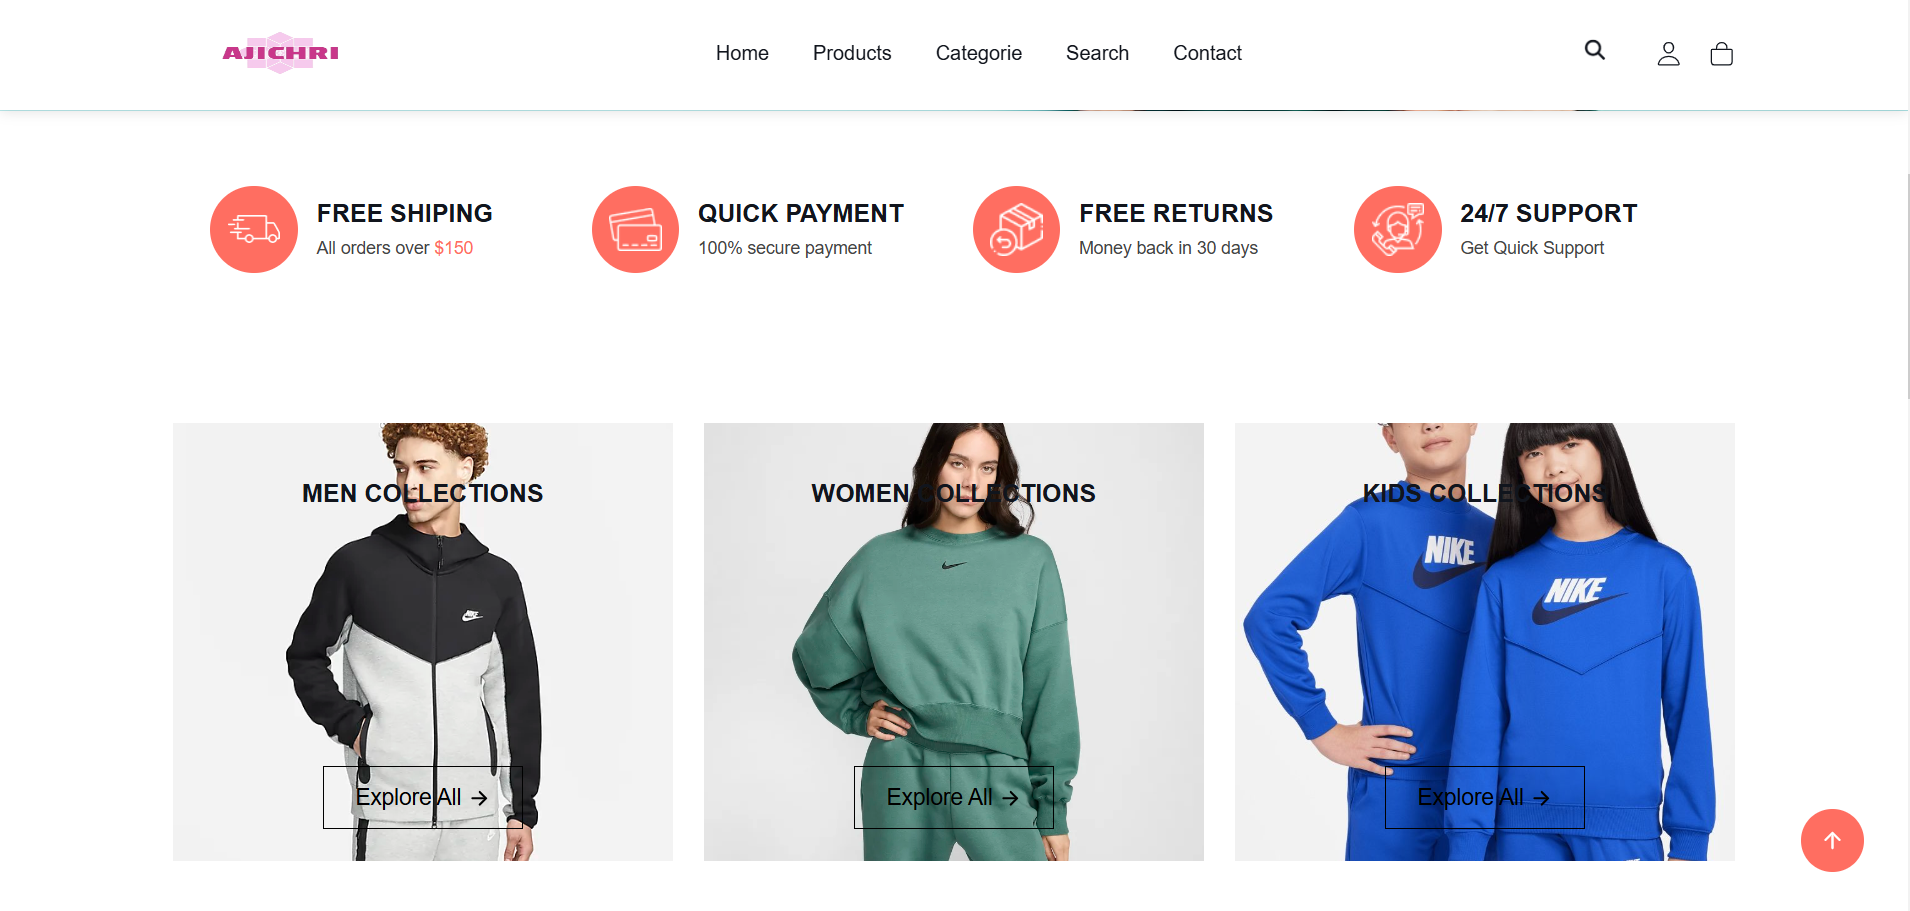 AJICHRI
Home Products Categorie Search Contact
FREE SHIPING
All orders over $150
QUICK PAYMENT
100% secure payment
FREE RETURNS
Money back in 30 days
24/7 SUPPORT
Get Quick Support
MEN COLLECTIONS
NIKE
Explore All →
WOMEN COLLECTIONS
Explore All →
KIDS COLLECTIONS
NIKE
NIKE
Explore All →